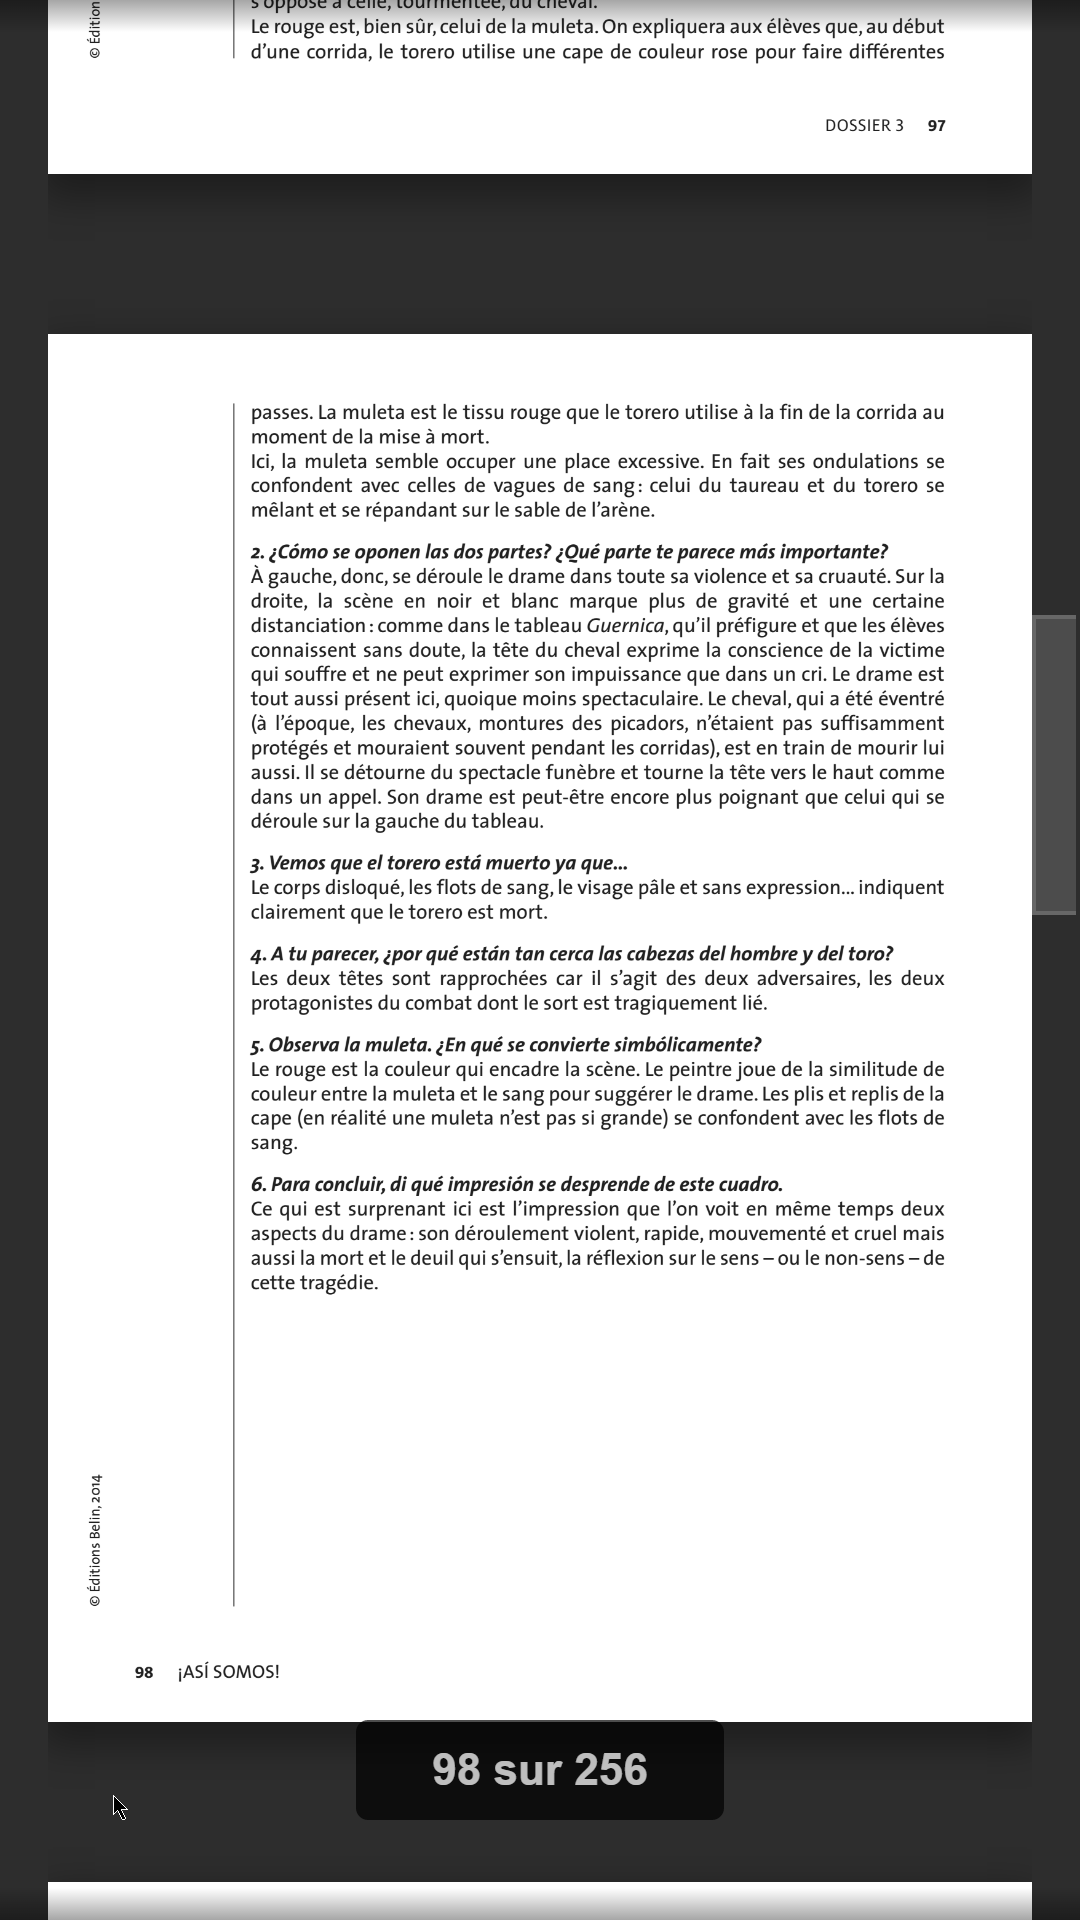 s'oppose à celle, tourmentée, du cheval.
Le rouge est, bien sûr, celui de la muleta. On expliquera aux élèves que, au début
d'une corrida, le torero utilise une cape de couleur rose pour faire différentes
© Édition
DOSSIER 3 97
passes. La muleta est le tissu rouge que le torero utilise à la fin de la corrida au
moment de la mise à mort.
Ici, la muleta semble occuper une place excessive. En fait ses ondulations se
confondent avec celles de vagues de sang : celui du taureau et du torero se
mêlant et se répandant sur le sable de l'arène.
2. ¿Cómo se oponen las dos partes? ¿Qué parte te parece más importante?
À gauche, donc, se déroule le drame dans toute sa violence et sa cruauté. Sur la
droite, la scène en noir et blanc marque plus de gravité et une certaine
distanciation : comme dans le tableau Guernica, qu'il préfigure et que les élèves
connaissent sans doute, la tête du cheval exprime la conscience de la victime
qui souffre et ne peut exprimer son impuissance que dans un cri. Le drame est
tout aussi présent ici, quoique moins spectaculaire. Le cheval, qui a été éventré
(à l'époque, les chevaux, montures des picadors, n'étaient pas suffisamment
protégés et mouraient souvent pendant les corridas), est en train de mourir lui
aussi. Il se détourne du spectacle funèbre et tourne la tête vers le haut comme
dans un appel. Son drame est peut-être encore plus poignant que celui qui se
déroule sur la gauche du tableau.
3. Vemos que el torero está muerto ya que...
Le corps disloqué, les flots de sang, le visage pâle et sans expression... indiquent
clairement que le torero est mort.
4. A tu parecer, ¿por qué están tan cerca las cabezas del hombre y del toro?
Les deux têtes sont rapprochées car il s'agit des deux adversaires, les deux
protagonistes du combat dont le sort est tragiquement lié.
5. Observa la muleta. ¿En qué se convierte simbólicamente?
Le rouge est la couleur qui encadre la scène. Le peintre joue de la similitude de
couleur entre la muleta et le sang pour suggérer le drame. Les plis et replis de la
cape (en réalité une muleta n'est pas si grande) se confondent avec les flots de
sang.
6. Para concluir, di qué impresión se desprende de este cuadro.
Ce qui est surprenant ici est l'impression que l'on voit en même temps deux
aspects du drame : son déroulement violent, rapide, mouvementé et cruel mais
aussi la mort et le deuil qui s'ensuit, la réflexion sur le sens – ou le non-sens – de
cette tragédie.
© Éditions Belin, 2014
98 ¡ASÍ SOMOS!
98 sur 256